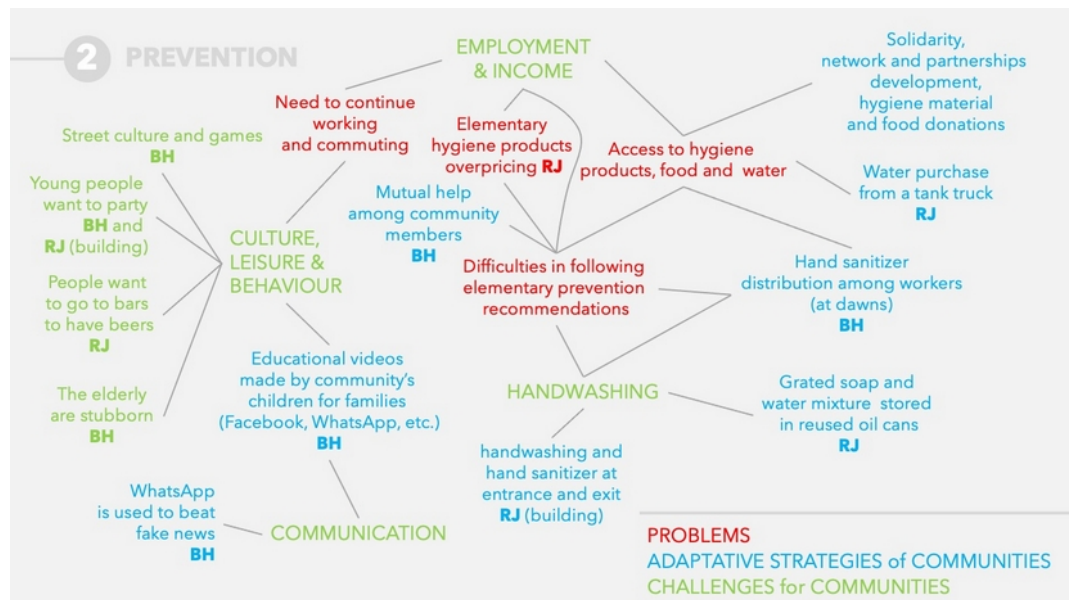 2 PREVENTION
EMPLOYMENT
& INCOME
Solidarity,
network and partnerships
development,
hygiene material
and food donations
Need to continue
working
and commuting
Elementary
hygiene products
overpricing RJ
Access to hygiene
products, food and water
Street culture and games
BH
Young people
want to party
BH and
RJ (building)
People want
to go to bars
to have beers
RJ
The elderly
are stubborn
BH
CULTURE,
LEISURE &
BEHAVIOUR
Mutual help
among community
members
BH
Water purchase
from a tank truck
RJ
Difficulties in following
elementary prevention
recommendations
Hand sanitizer
distribution among workers
(at dawns)
BH
Educational videos
made by community's
children for families
(Facebook, WhatsApp, etc.)
BH
HANDWASHING
Grated soap and
water mixture stored
in reused oil cans
RJ
handwashing and
hand sanitizer at
entrance and exit
RJ (building)
WhatsApp
is used to beat
fake news
BH
COMMUNICATION
PROBLEMS
ADAPTATIVE STRATEGIES of COMMUNITIES
CHALLENGES for COMMUNITIES